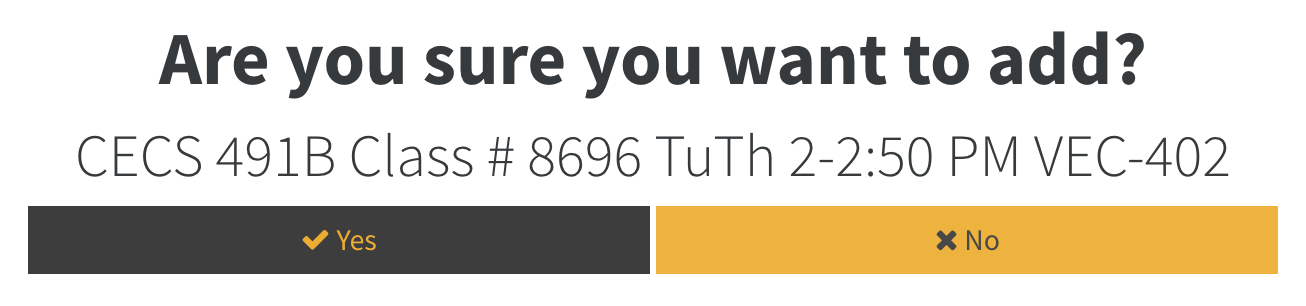 Are you sure you want to add?
CECS 491B Class # 8696 TuTh 2-2:50 PM VEC-402
Yes
No